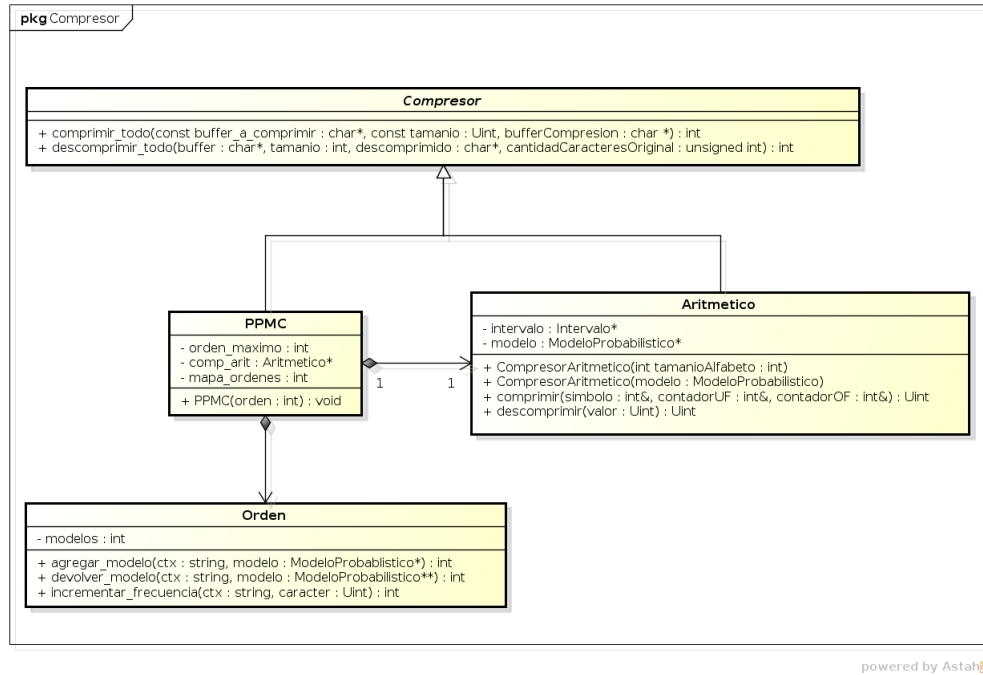 pkg Compresor
Compresor
+ comprimir_todo(const buffer_a_comprimir : char*, const tamanio : Uint, bufferCompresion : char *) : int
+ descomprimir_todo(buffer : char*, tamanio : int, descomprimido : char*, cantidadCaracteresOriginal : unsigned int) : int
PPMC
- orden_maximo : int
- comp_arit : Aritmetico*
- mapa_ordenes : int
+ PPMC(orden : int) : void
1
1
Aritmetico
- intervalo : Intervalo*
- modelo : ModeloProbabilistico*
+ CompresorAritmetico(int tamanioAlfabeto : int)
+ CompresorAritmetico(modelo : ModeloProbabilistico)
+ comprimir(simbolo : int&, contadorUF : int&, contadorOF : int&) : Uint
+ descomprimir(valor : Uint) : Uint
Orden
- modelos : int
+ agregar_modelo(ctx : string, modelo : ModeloProbablistico*) : int
+ devolver_modelo(ctx : string, modelo : ModeloProbabilistico**) : int
+ incrementar_frecuencia(ctx : string, caracter : Uint) : int
powered by Astah